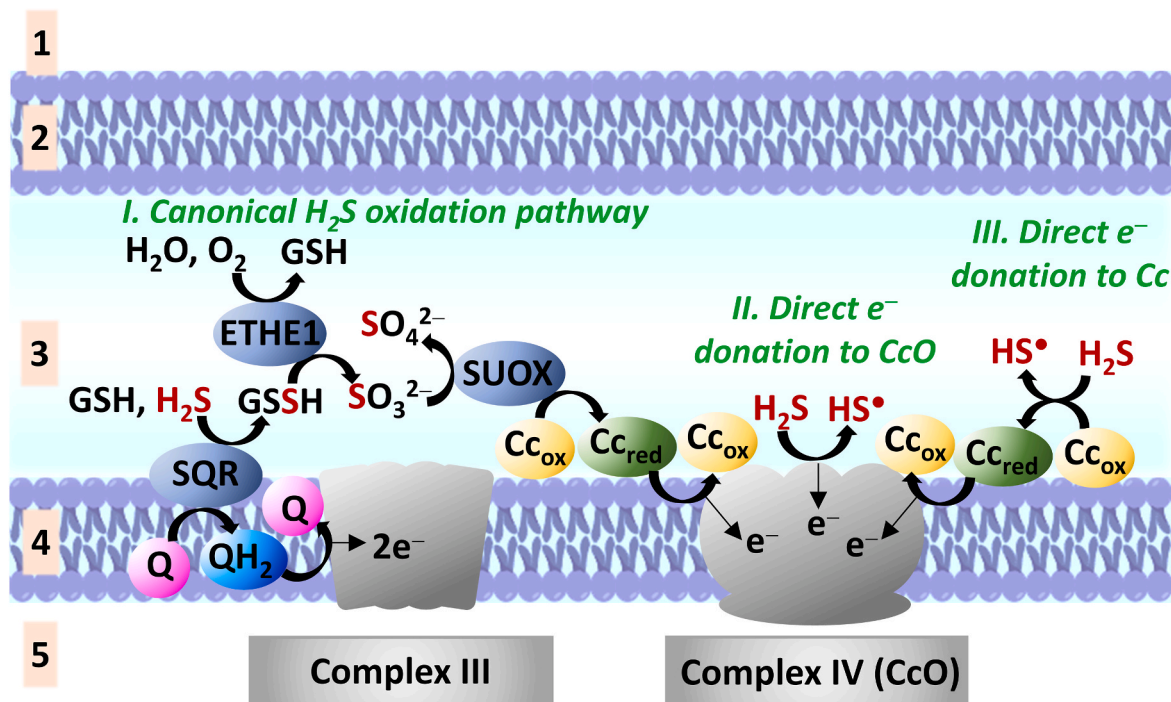 1
2
I. Canonical H₂S oxidation pathway
H₂O, O₂ GSH
III. Direct e⁻
donation to Cc
ETHE1
SO₄²⁻
II. Direct e⁻
donation to CcO
3
SUOX
HS• H₂S
GSH, H₂S GSSH SO₃²⁻
H₂S HS•
Ccox Ccred Ccox
Ccox Ccred Ccox
SQR
Q
4
Q QH₂ 2e⁻
e⁻ e⁻ e⁻
5
Complex III
Complex IV (CcO)